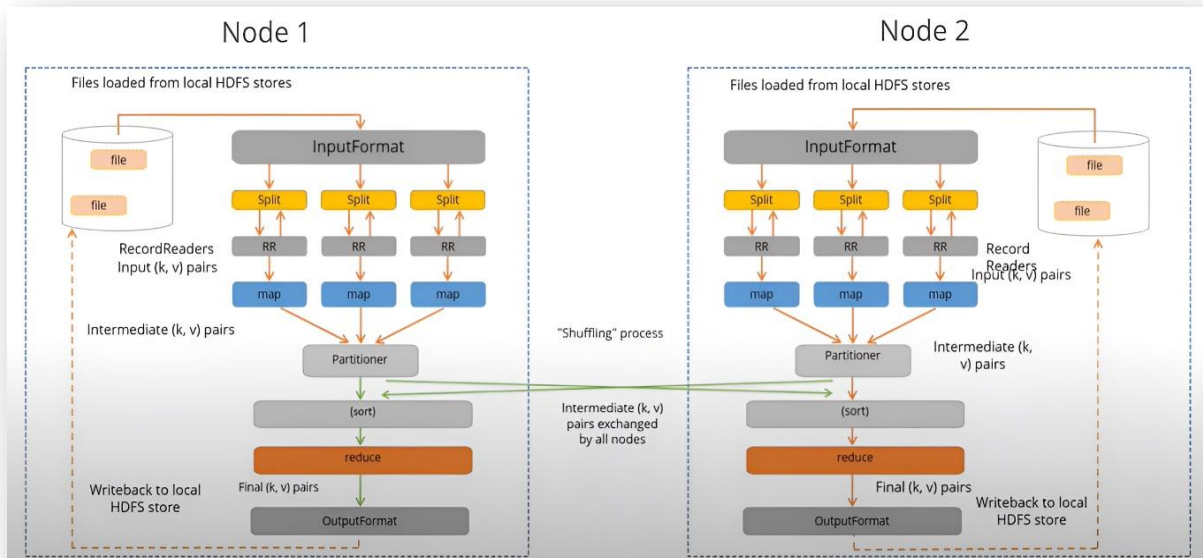 Node 1
Files loaded from local HDFS stores
file
file
InputFormat
Split
Split
Split
RecordReaders
Input (k, v) pairs
RR
RR
RR
map
map
map
Intermediate (k, v) pairs
Partitioner
(sort)
reduce
Final (k, v) pairs
Writeback to local
HDFS store
OutputFormat
"Shuffling" process
Intermediate (k, v)
pairs exchanged
by all nodes
Node 2
Files loaded from local HDFS stores
InputFormat
file
file
Split
Split
Split
RR
RR
RR
Record
Readers
Input (k, v) pairs
map
map
map
Partitioner
Intermediate (k,
v) pairs
(sort)
reduce
Final (k, v) pairs
Writeback to local
HDFS store
OutputFormat